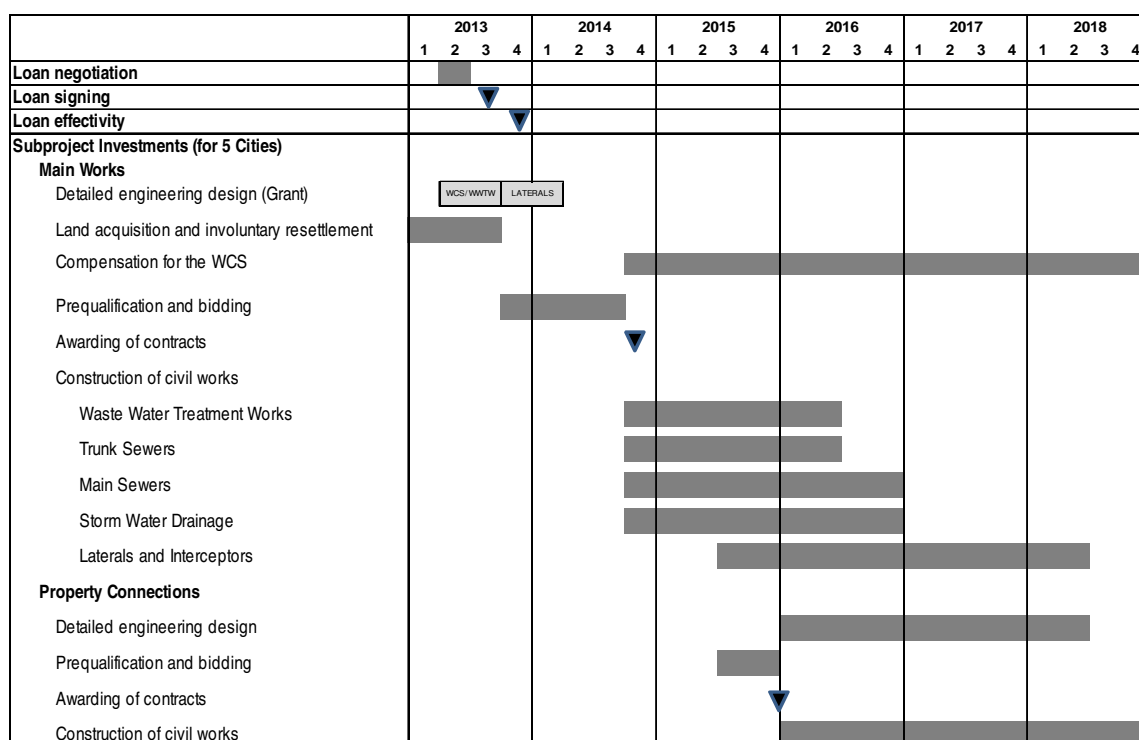 2013 2014 2015 2016 2017 2018
1 2 3 4 1 2 3 4 1 2 3 4 1 2 3 4 1 2 3 4 1 2 3 4
Loan negotiation
Loan signing
Loan effectivity
Subproject Investments (for 5 Cities)
Main Works
Detailed engineering design (Grant) WCS/WWTW LATERALS
Land acquisition and involuntary resettlement
Compensation for the WCS
Prequalification and bidding
Awarding of contracts
Construction of civil works
Waste Water Treatment Works
Trunk Sewers
Main Sewers
Storm Water Drainage
Laterals and Interceptors
Property Connections
Detailed engineering design
Prequalification and bidding
Awarding of contracts
Construction of civil works